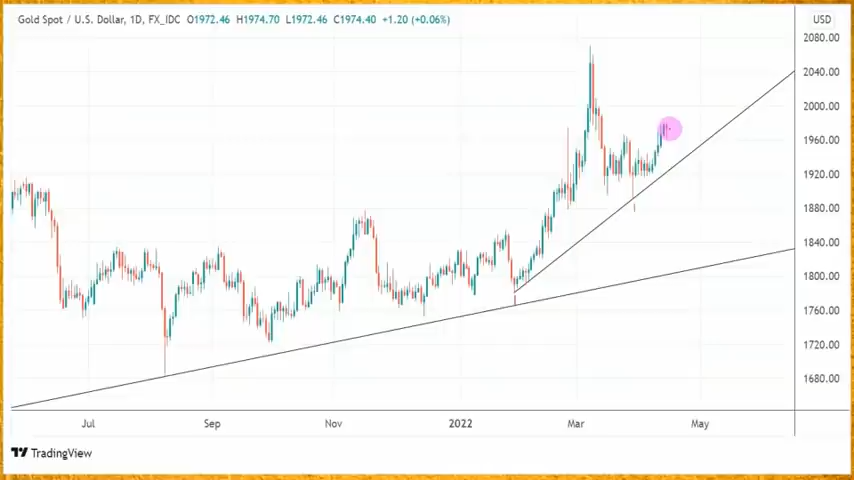 Gold Spot / U.S. Dollar, 1D, FX_IDC O1972.46 H1974.70 L1972.46 C1974.40 +1.20 (+0.06%)
USD
2080.00
2040.00
2000.00
1960.00
1920.00
1880.00
1840.00
1800.00
1760.00
1720.00
1680.00
Jul Sep Nov 2022 Mar May
TradingView